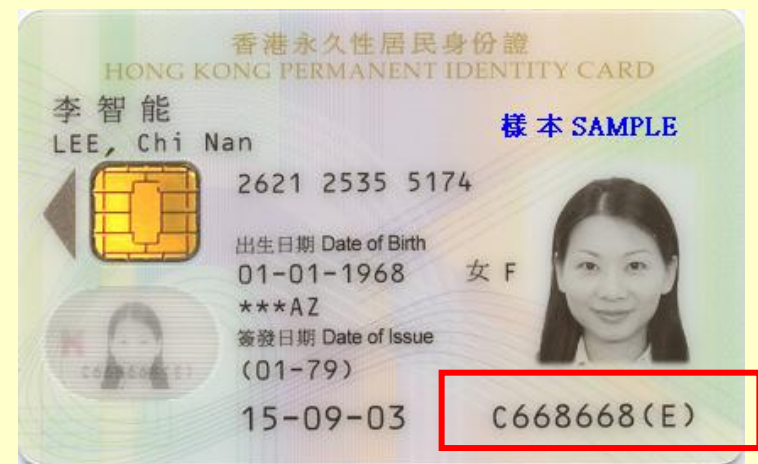 香港永久性居民身份證
HONG KONG PERMANENT IDENTITY CARD
李智能
LEE, Chi Nan
樣本 SAMPLE
2621 2535 5174
出生日期 Date of Birth
01-01-1968 女 F
***AZ
簽發日期 Date of Issue
(01-79)
15-09-03 C668668(E)